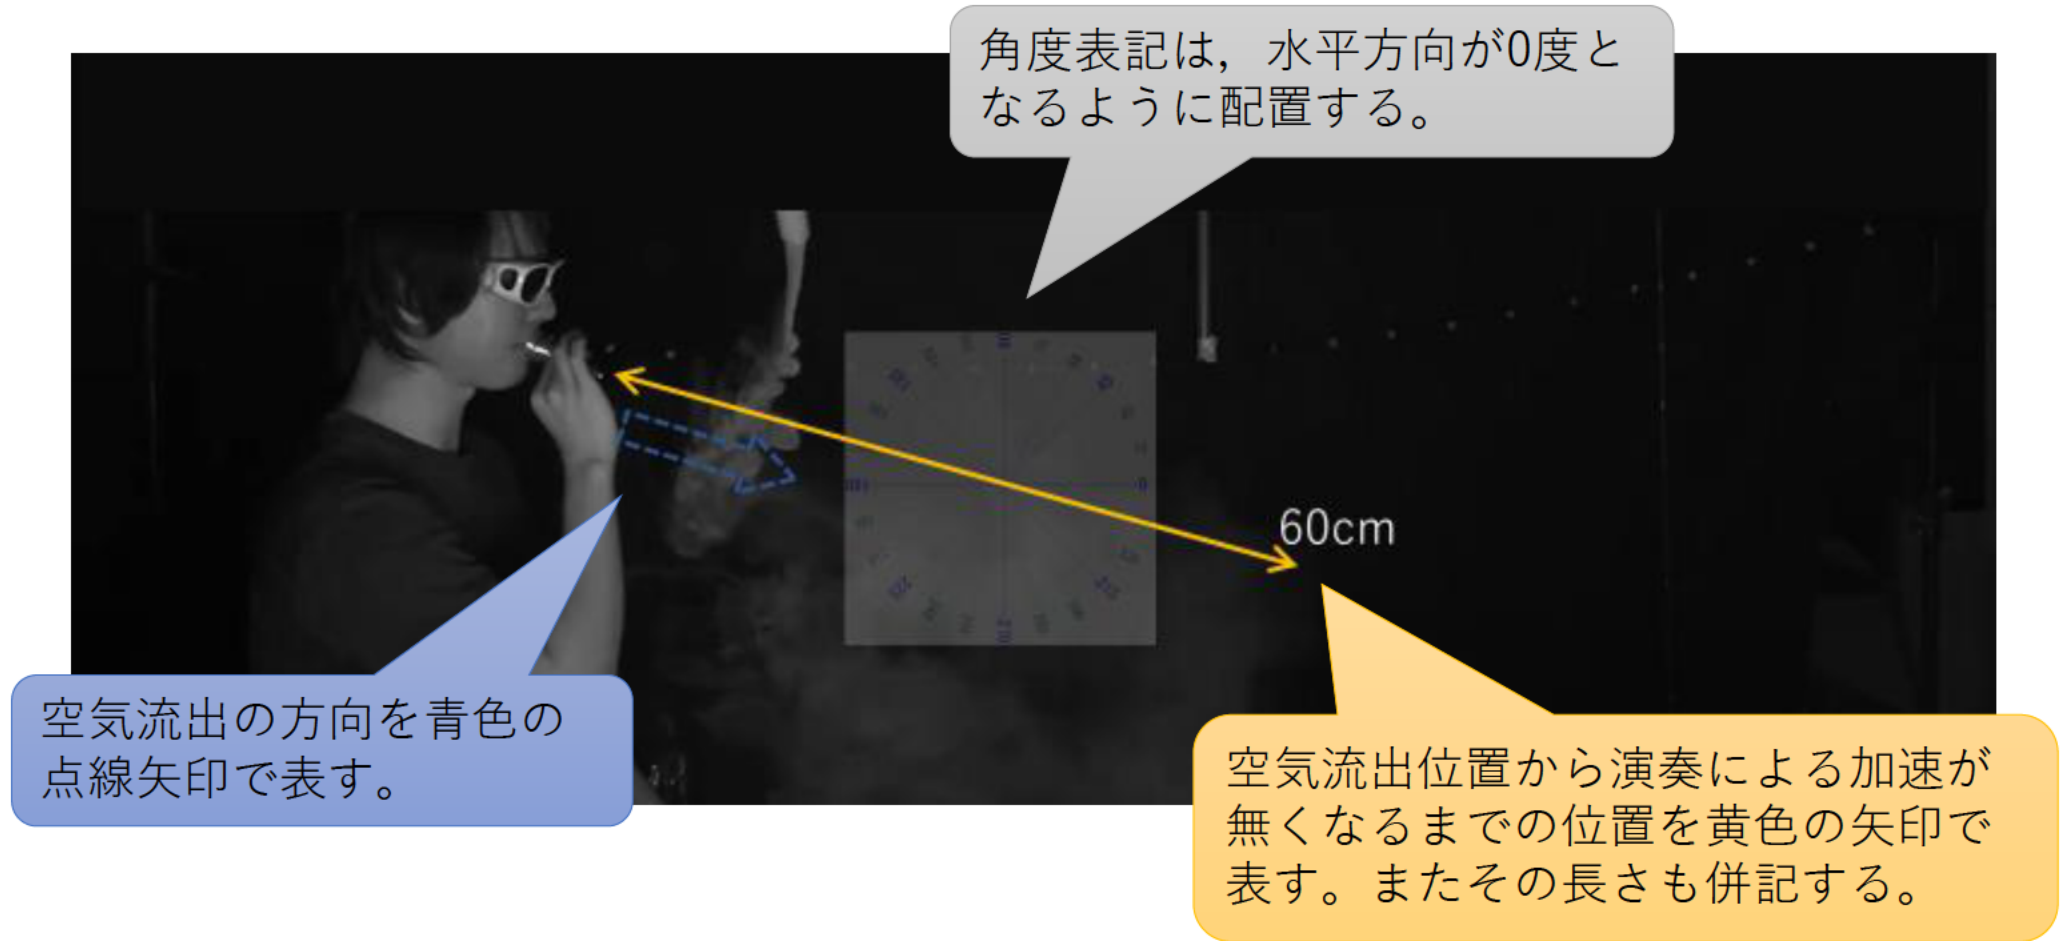 角度表記は，水平方向が0度と
なるように配置する。
60cm
空気流出の方向を青色の
点線矢印で表す。
空気流出位置から演奏による加速が
無くなるまでの位置を黄色の矢印で
表す。またその長さも併記する。